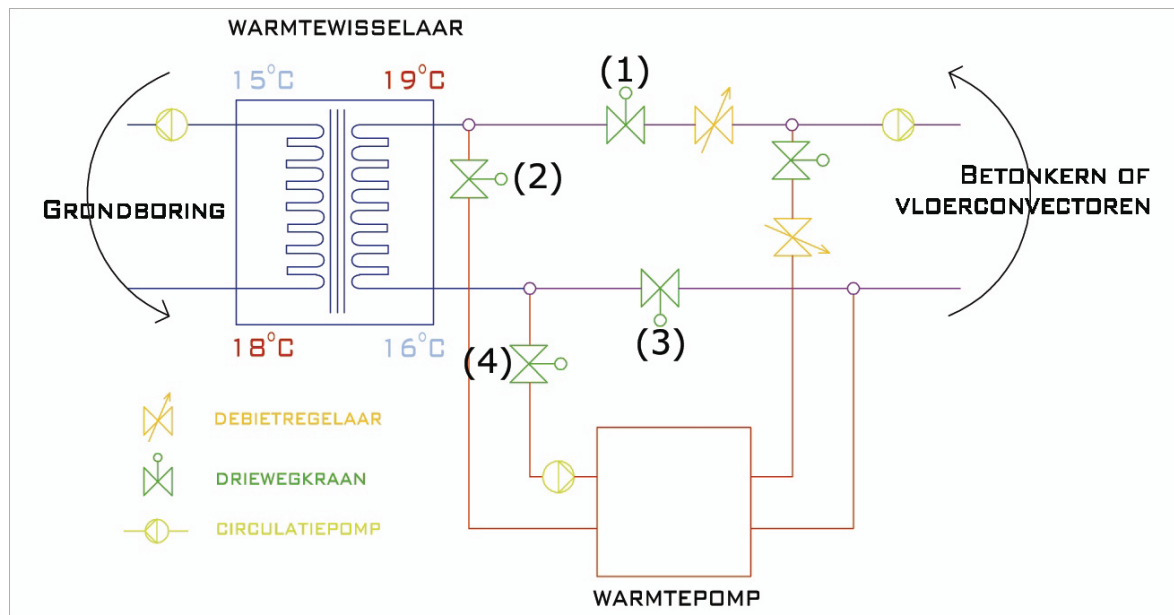 WARMTEWISSELAAR
15°C
19°C
(1)
(2)
GRONDBORING
BETONKERN OF
VLOERCONVECTOREN
18°C
16°C
(3)
(4)
DEBIETREGELAAR
DRIEWEGKRAAN
CIRCULATIEPOMP
WARMTEPOMP